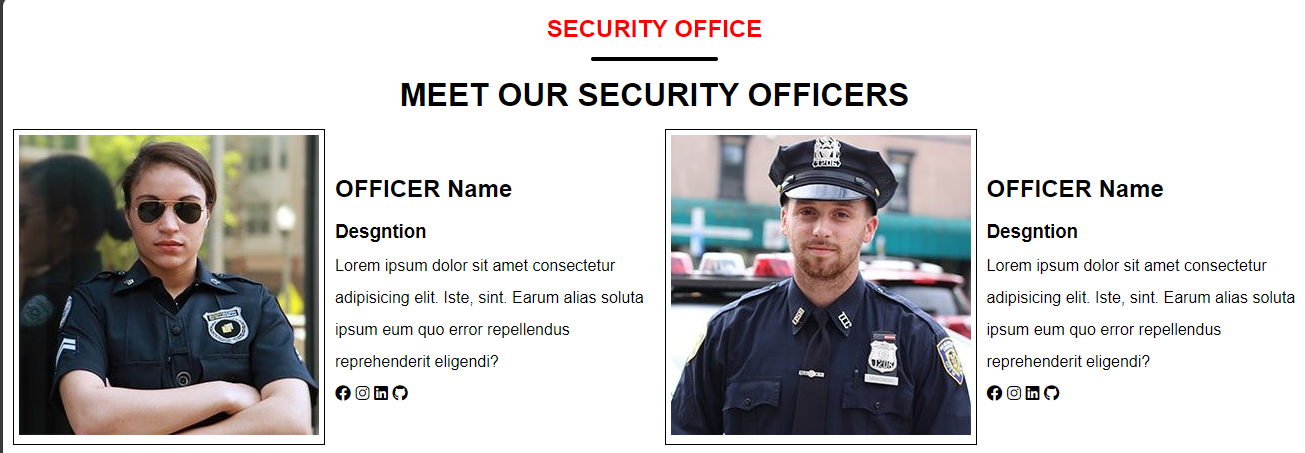 SECURITY OFFICE
MEET OUR SECURITY OFFICERS
OFFICER Name
Desgntion
Lorem ipsum dolor sit amet consectetur
adipisicing elit. Iste, sint. Earum alias soluta
ipsum eum quo error repellendus
reprehenderit eligendi?
1206
1206
OFFICER Name
Desgntion
Lorem ipsum dolor sit amet consectetur
adipisicing elit. Iste, sint. Earum alias soluta
ipsum eum quo error repellendus
reprehenderit eligendi?